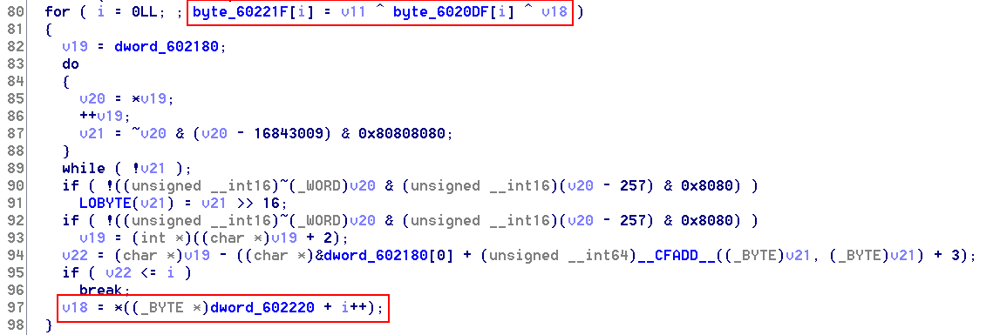 80 for ( i = 0LL; ; byte_60221F[i] = v11 ^ byte_6020DF[i] ^ v18 )
81 {
82 v19 = dword_602180;
83 do
84 {
85 v20 = *v19;
86 ++v19;
87 v21 = ~v20 & (v20 - 16843009) & 0x80808080;
88 }
89 while ( !v21 );
90 if ( !((unsigned __int16)~(_WORD)v20 & (unsigned __int16)(v20 - 257) & 0x8080) )
91 LOBYTE(v21) = v21 >> 16;
92 if ( !((unsigned __int16)~(_WORD)v20 & (unsigned __int16)(v20 - 257) & 0x8080) )
93 v19 = (int *)((char *)v19 + 2);
94 v22 = (char *)v19 - ((char *)&dword_602180[0] + (unsigned __int64)__CFADD__((_BYTE)v21, (_BYTE)v21) + 3);
95 if ( v22 <= i )
96 break;
97 v18 = *((_BYTE *)dword_602220 + i++);
98 }